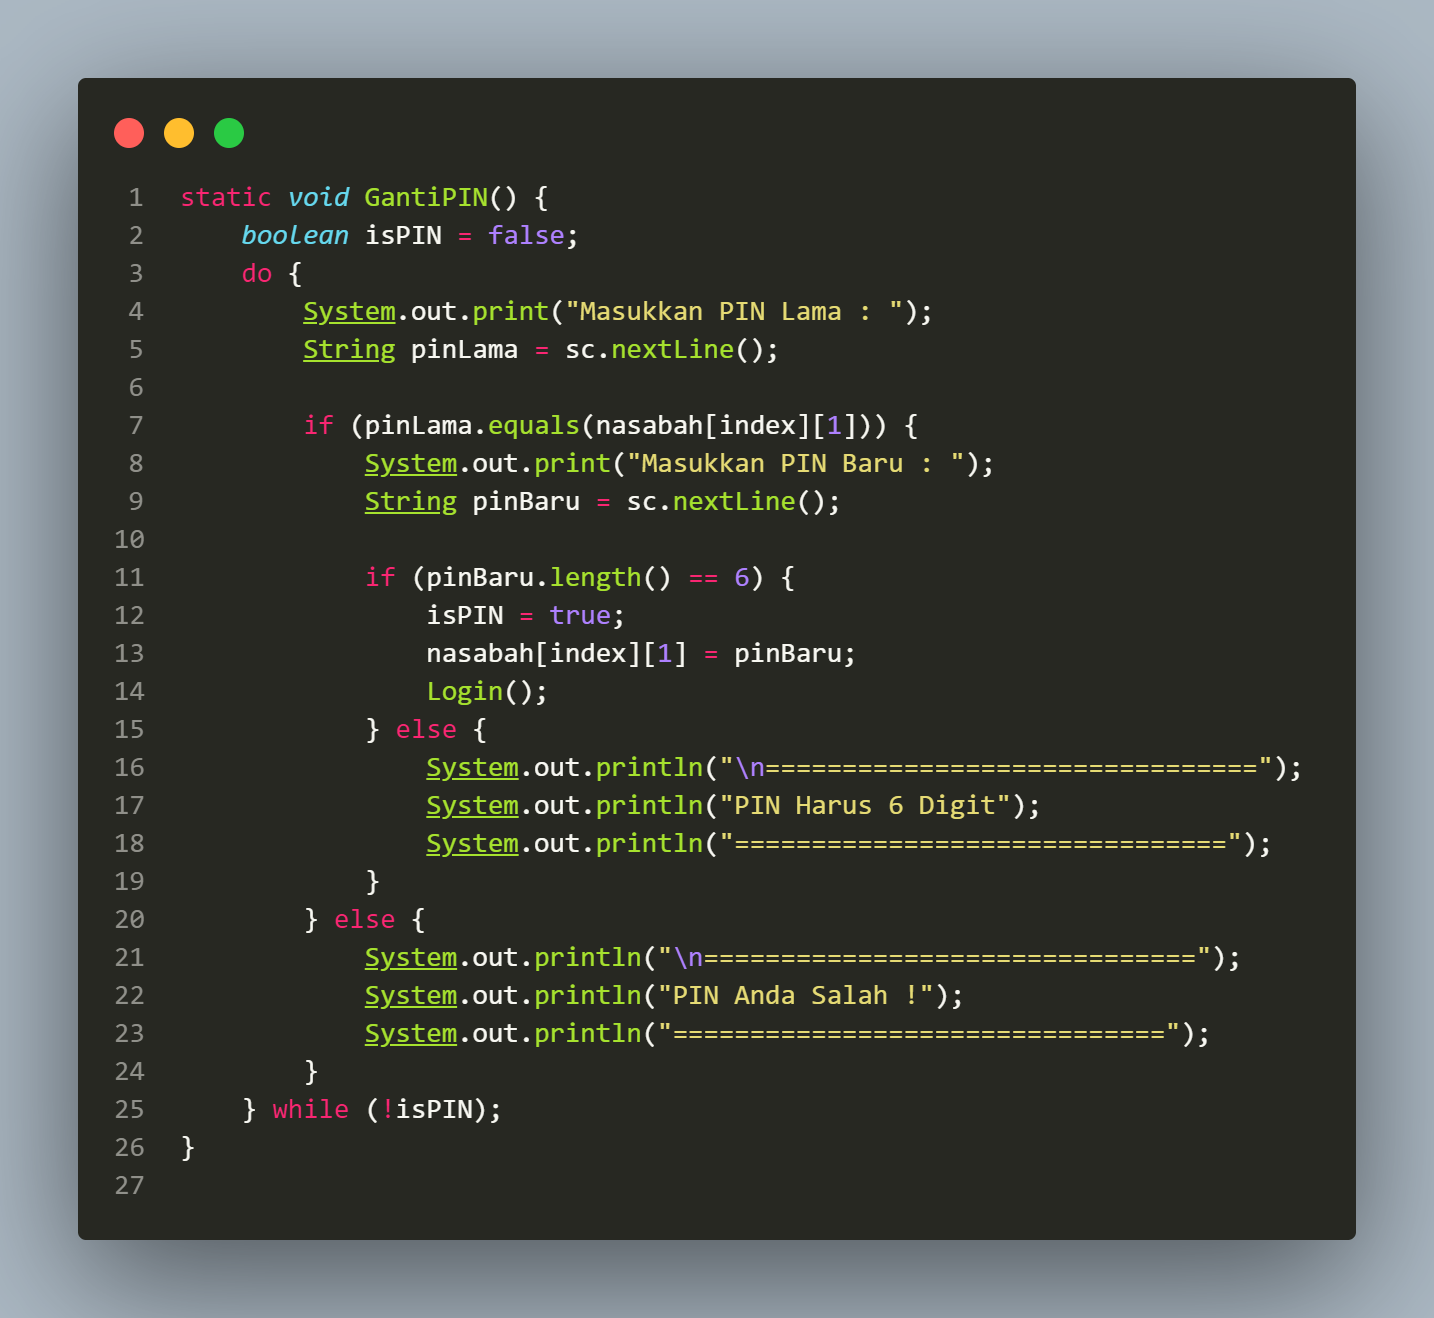 1 static void GantiPIN() {
2     boolean isPIN = false;
3     do {
4         System.out.print("Masukkan PIN Lama : ");
5         String pinLama = sc.nextLine();
6
7         if (pinLama.equals(nasabah[index][1])) {
8             System.out.print("Masukkan PIN Baru : ");
9             String pinBaru = sc.nextLine();
10
11             if (pinBaru.length() == 6) {
12                 isPIN = true;
13                 nasabah[index][1] = pinBaru;
14                 Login();
15             } else {
16                 System.out.println("\n================================");
17                 System.out.println("PIN Harus 6 Digit");
18                 System.out.println("================================");
19             }
20         } else {
21             System.out.println("\n================================");
22             System.out.println("PIN Anda Salah !");
23             System.out.println("================================");
24         }
25     } while (!isPIN);
26 }
27